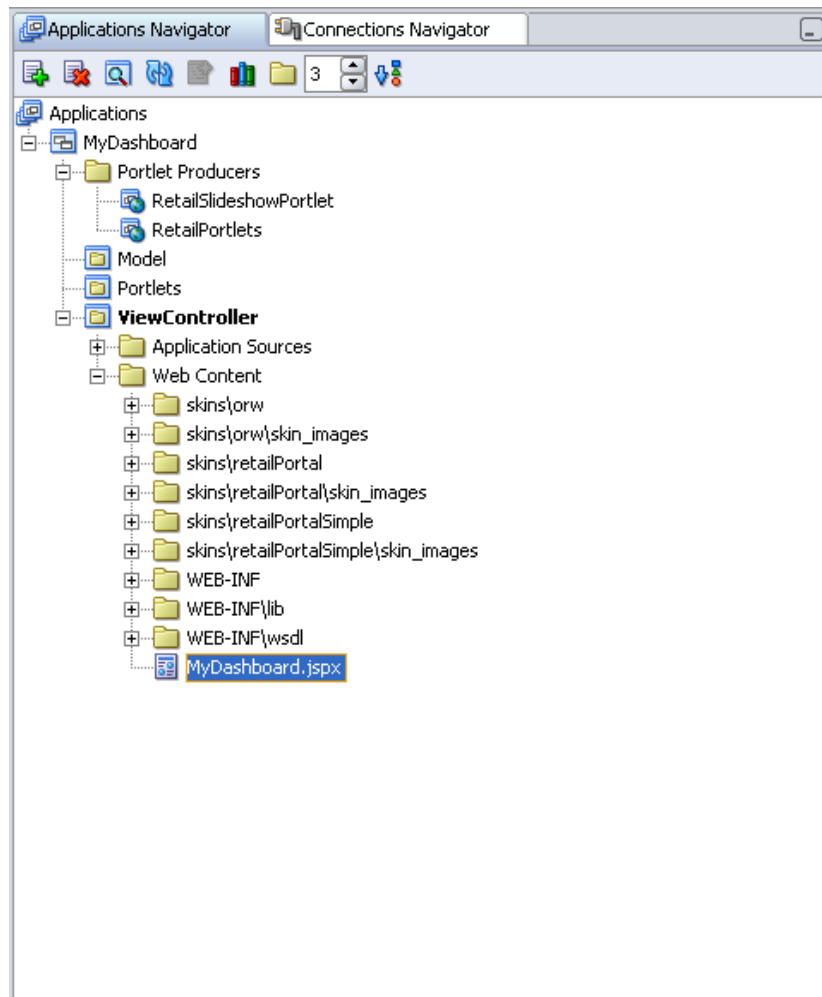 Applications Navigator
Connections Navigator
3
Applications
MyDashboard
Portlet Producers
RetailSlideshowPortlet
RetailPortlets
Model
Portlets
ViewController
Application Sources
Web Content
skins\orw
skins\orw\skin_images
skins\retailPortal
skins\retailPortal\skin_images
skins\retailPortalSimple
skins\retailPortalSimple\skin_images
WEB-INF
WEB-INF\lib
WEB-INF\wsdl
MyDashboard.jspx